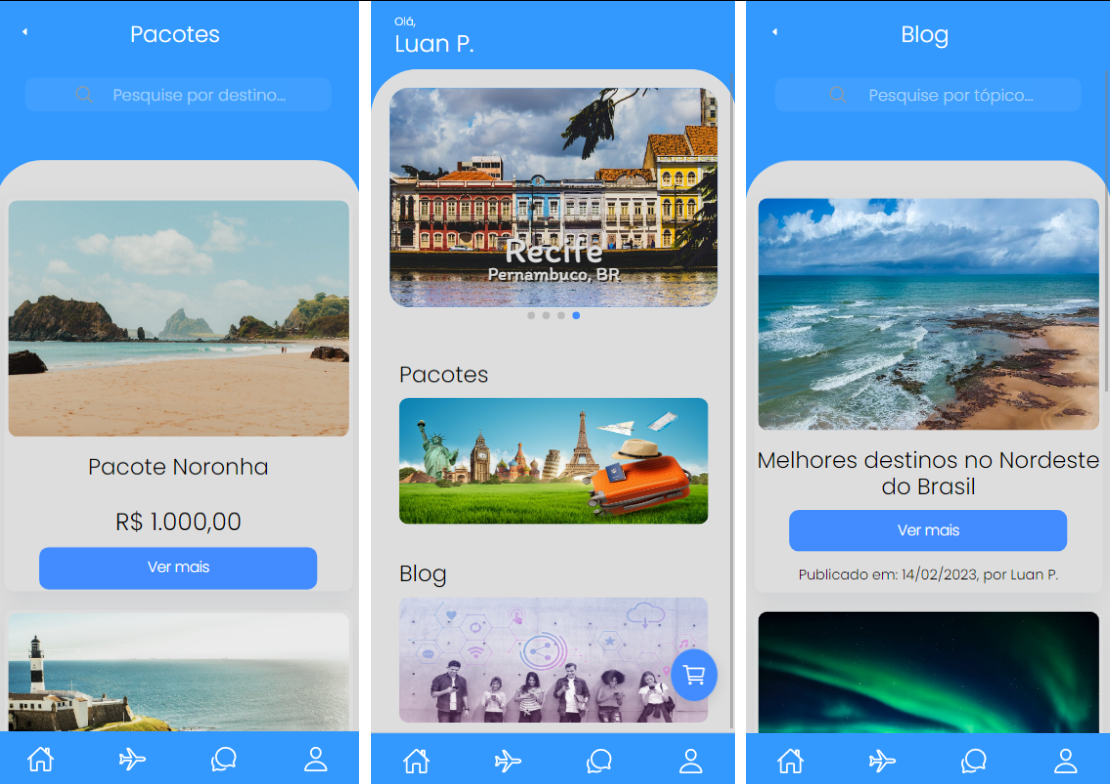 Pacotes
Pesquise por destino...
Pacote Noronha
R$ 1.000,00
Ver mais
Olá,
Luan P.
Recife
Pernambuco, BR
Pacotes
Blog
Blog
Pesquise por tópico...
Melhores destinos no Nordeste
do Brasil
Ver mais
Publicado em: 14/02/2023, por Luan P.